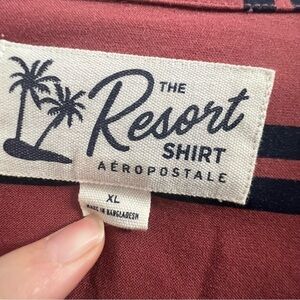 THE
Resort
SHIRT
AÉROPOSTALE
XL
MADE IN BANGLADESH